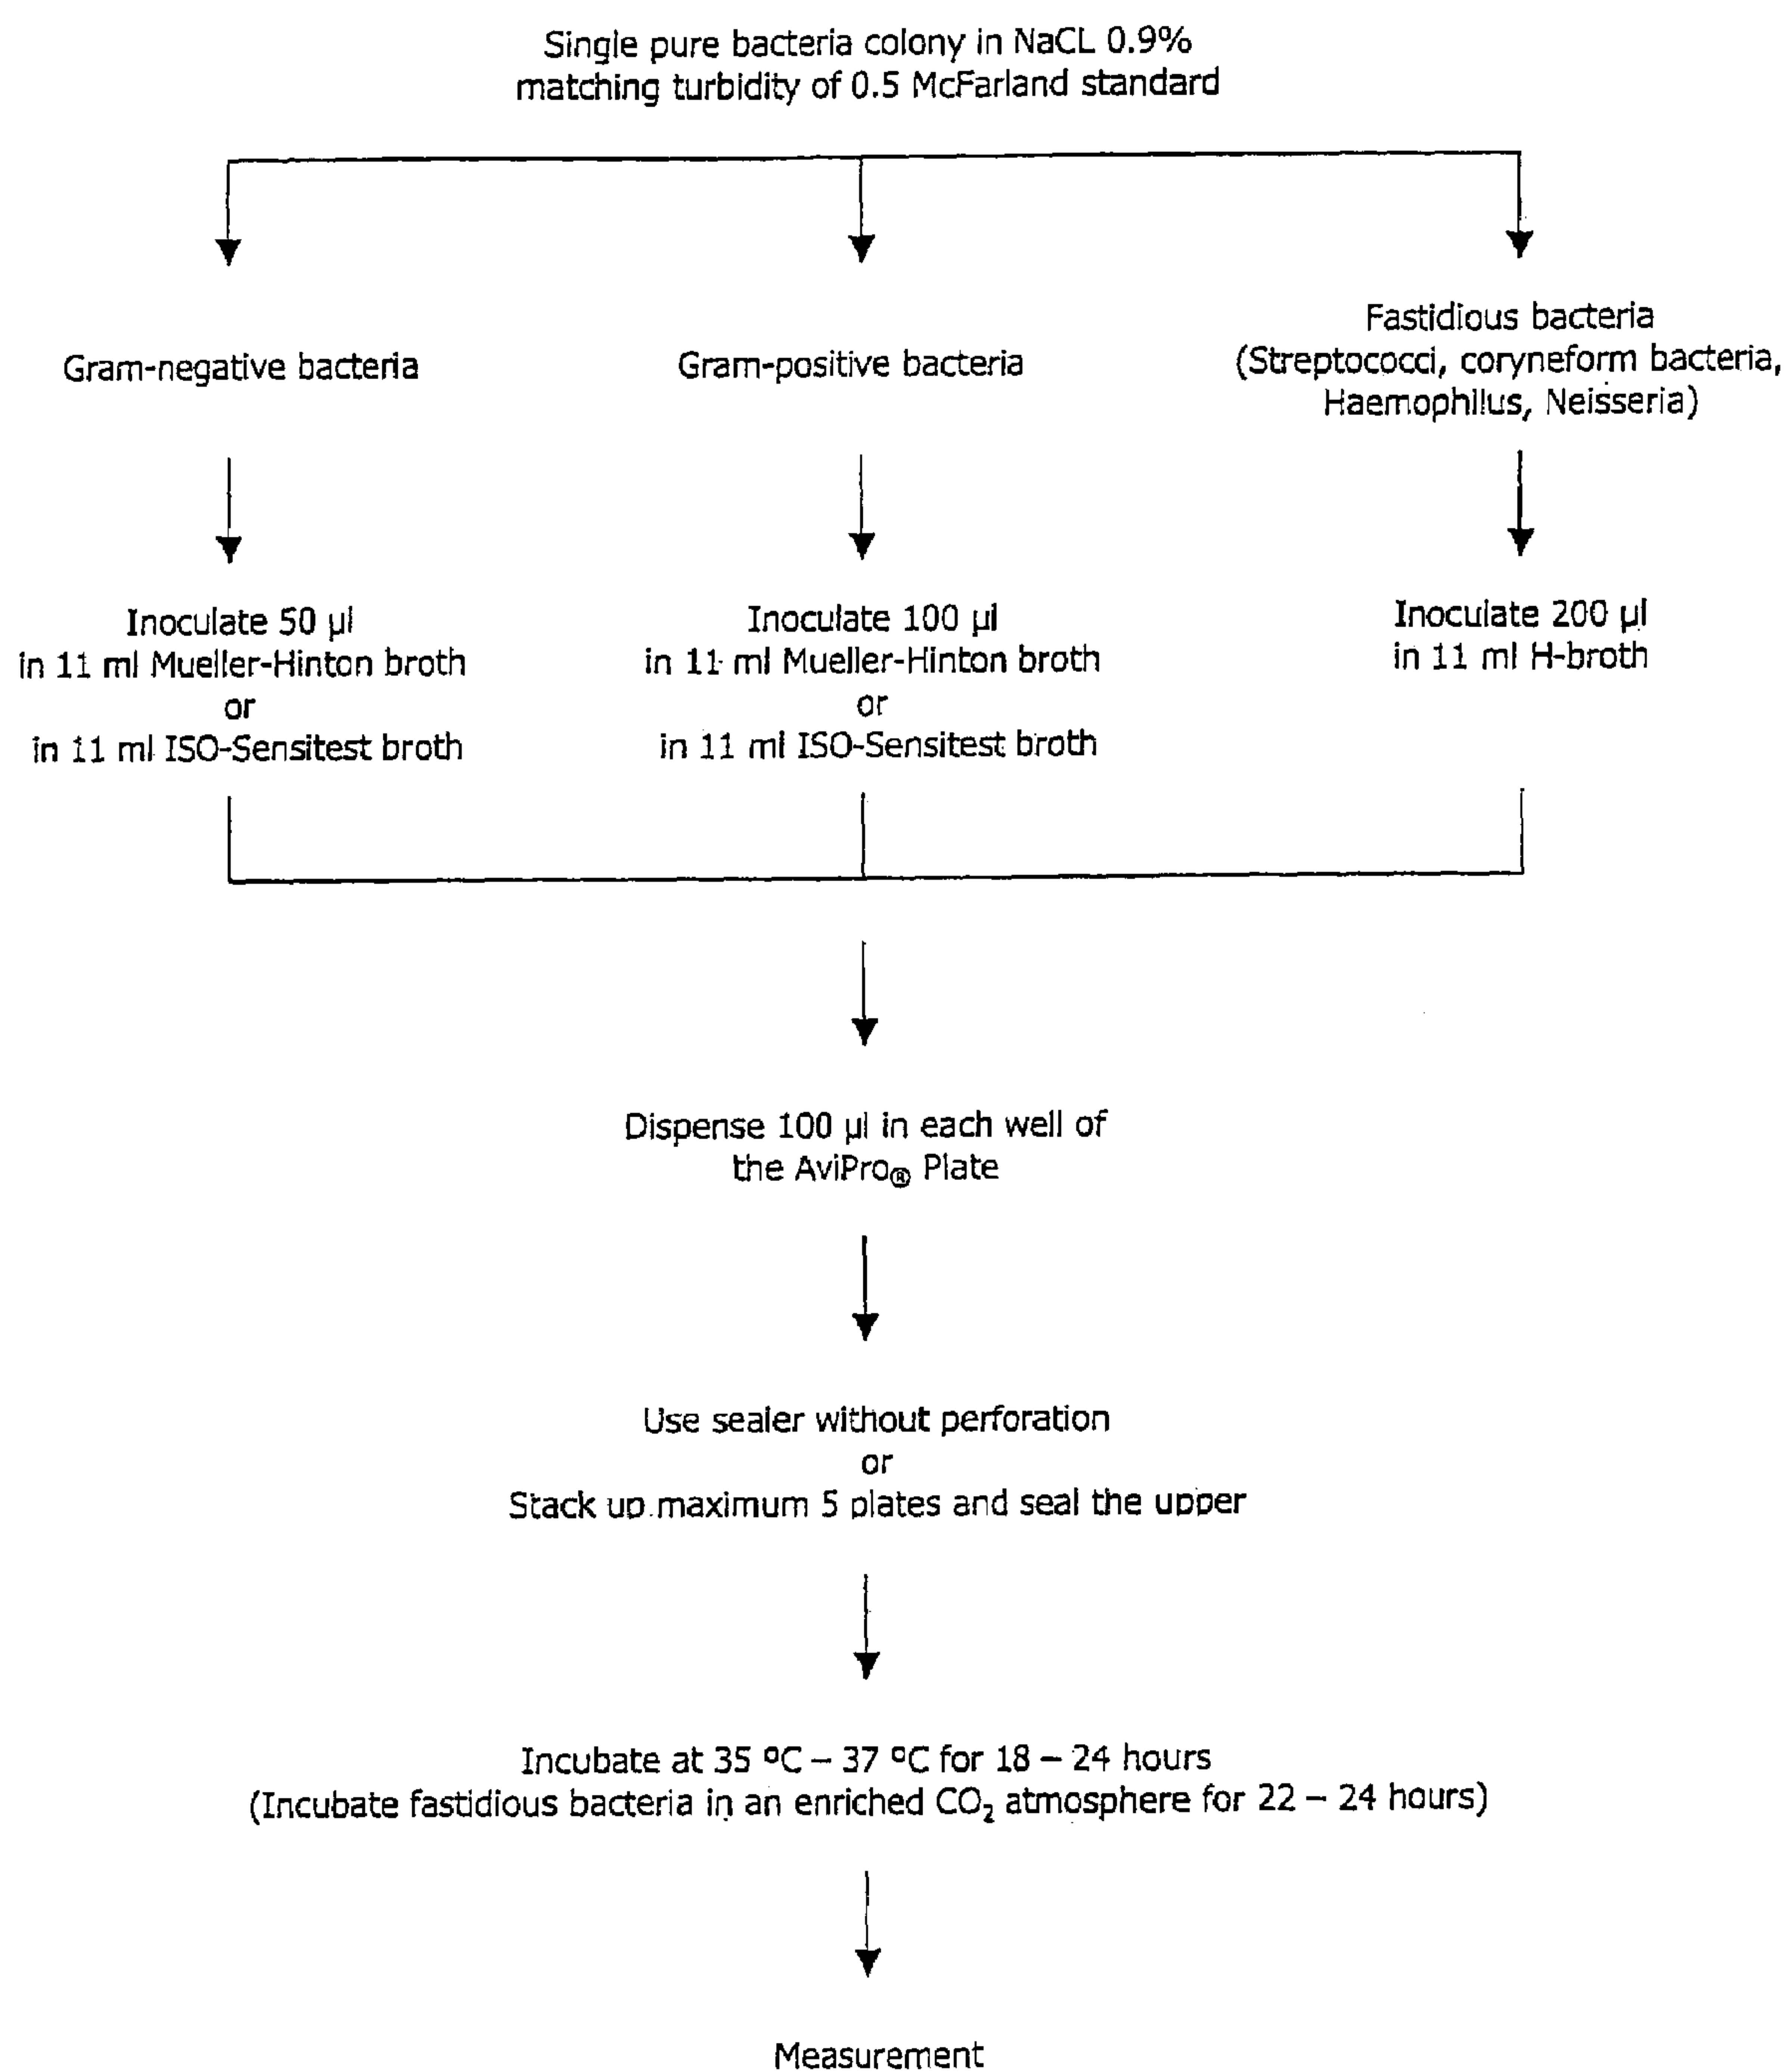 Single pure bacteria colony in NaCL 0.9%
matching turbidity of 0.5 McFarland standard
Gram-negative bacteria
Gram-positive bacteria
Fastidious bacteria
(Streptococci, coryneform bacteria,
Haemophilus, Neisseria)
Inoculate 50 µl
in 11 ml Mueller-Hinton broth
or
in 11 ml ISO-Sensitest broth
Inoculate 100 µl
in 11 ml Mueller-Hinton broth
or
in 11 ml ISO-Sensitest broth
Inoculate 200 µl
in 11 ml H-broth
Dispense 100 µl in each well of
the AviPro® Plate
Use sealer without perforation
or
Stack up maximum 5 plates and seal the upper
Incubate at 35 ºC – 37 ºC for 18 – 24 hours
(Incubate fastidious bacteria in an enriched CO₂ atmosphere for 22 – 24 hours)
Measurement